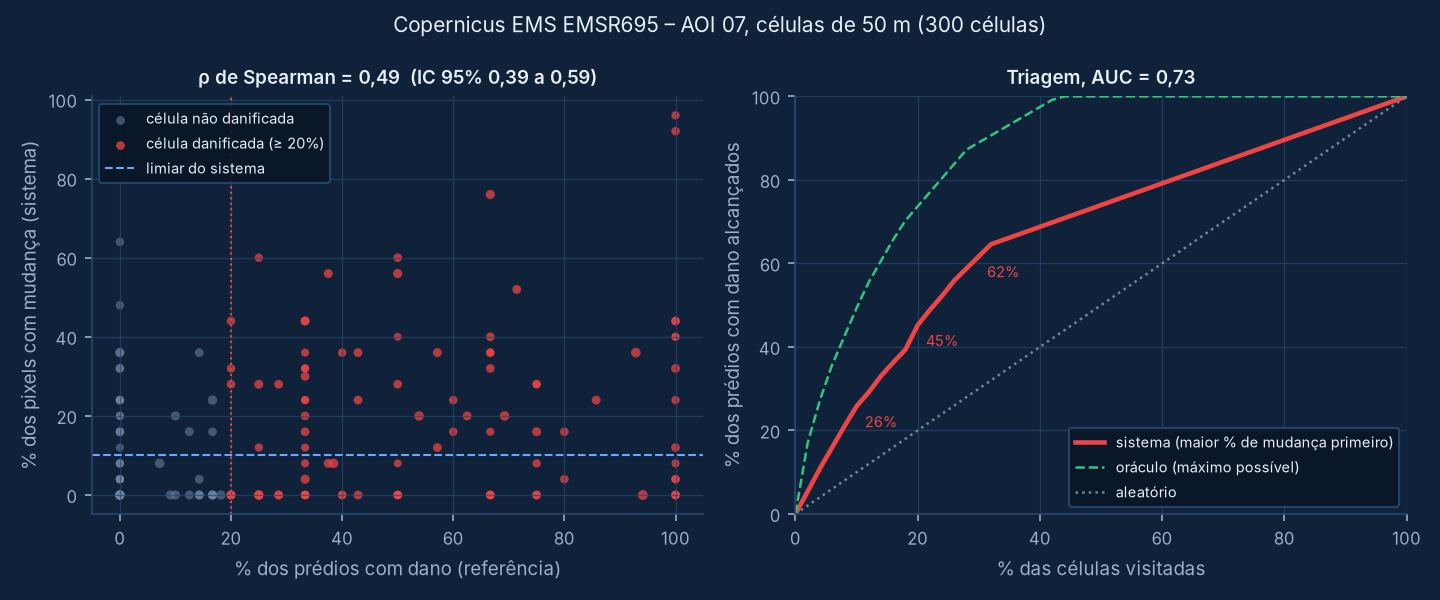 Copernicus EMS EMSR695 – AOI 07, células de 50 m (300 células)
ρ de Spearman = 0,49 (IC 95% 0,39 a 0,59)
% dos pixels com mudança (sistema)
100
80
60
40
20
0
célula não danificada
célula danificada (≥ 20%)
limiar do sistema
0 20 40 60 80 100
% dos prédios com dano (referência)
Triagem, AUC = 0,73
% dos prédios com dano alcançados
100
80
60
40
20
0
62%
45%
26%
sistema (maior % de mudança primeiro)
oráculo (máximo possível)
aleatório
0 20 40 60 80 100
% das células visitadas